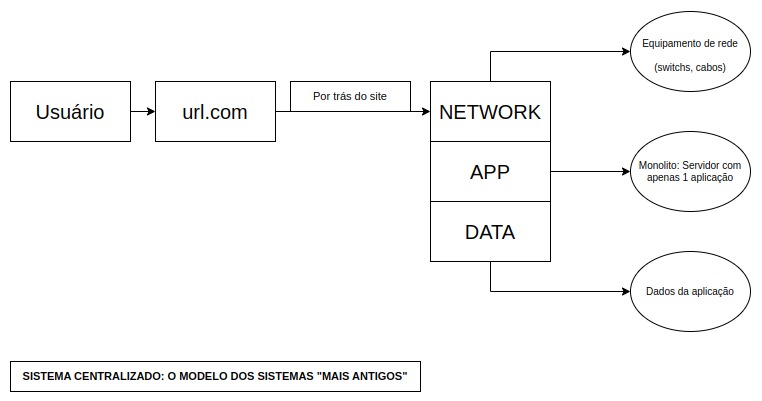 Usuário
url.com
Por trás do site
NETWORK
APP
DATA
Equipamento de rede
(switchs, cabos)
Monolito: Servidor com
apenas 1 aplicação
Dados da aplicação
SISTEMA CENTRALIZADO: O MODELO DOS SISTEMAS "MAIS ANTIGOS"